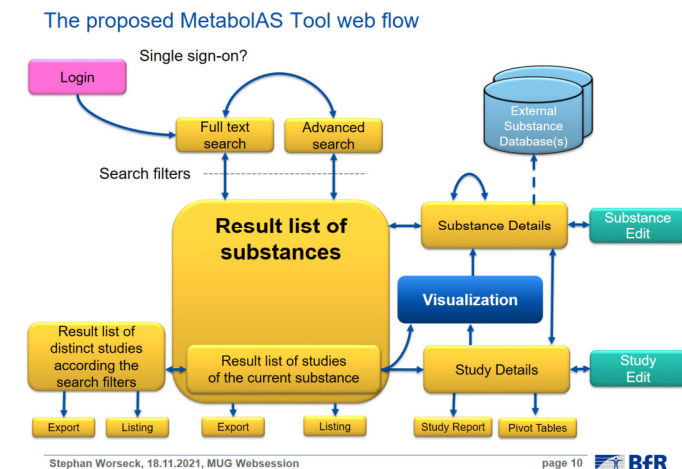 The proposed MetabolAS Tool web flow
Single sign-on?
Login
Full text
search
Advanced
search
External
Substance
Database(s)
Search filters
Result list of
substances
Substance Details
Substance
Edit
Visualization
Result list of
distinct studies
according the
search filters
Result list of studies
of the current substance
Study Details
Study
Edit
Export
Listing
Export
Listing
Study Report
Pivot Tables
Stephan Worseck, 18.11.2021, MUG Websession
page 10
BfR